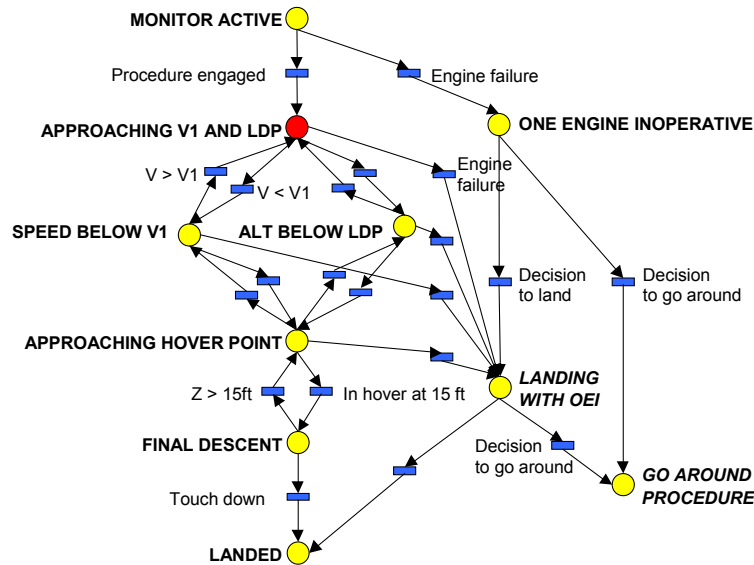 MONITOR ACTIVE
Procedure engaged
Engine failure
APPROACHING V1 AND LDP
ONE ENGINE INOPERATIVE
V > V1
V < V1
Engine
failure
SPEED BELOW V1
ALT BELOW LDP
Decision
to land
Decision
to go around
APPROACHING HOVER POINT
Z > 15ft
In hover at 15 ft
LANDING
WITH OEI
FINAL DESCENT
Decision
to go around
GO AROUND
PROCEDURE
Touch down
LANDED